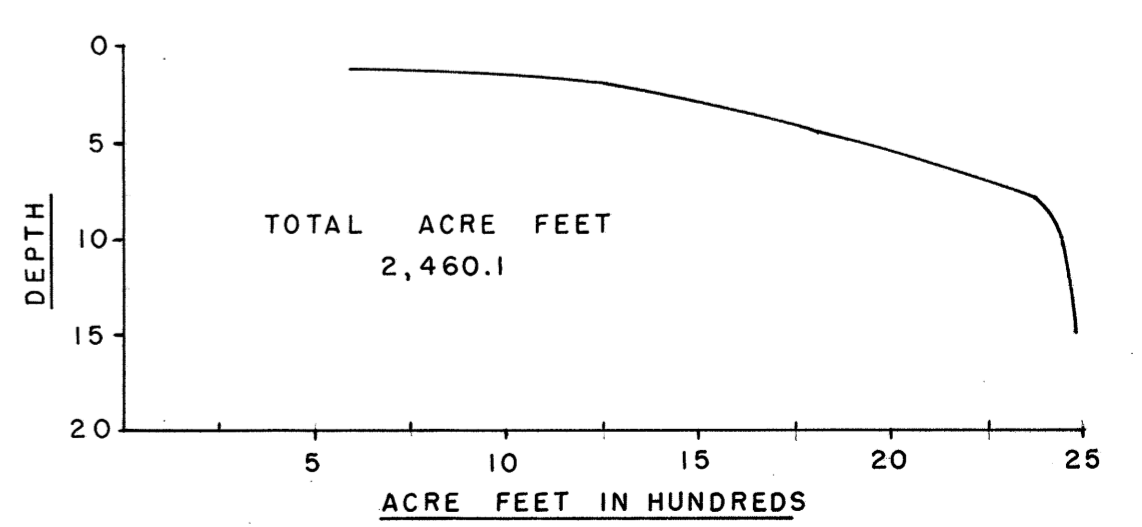 0
5
10
15
20
DEPTH
TOTAL ACRE FEET
2,460.1
5 10 15 20 25
ACRE FEET IN HUNDREDS